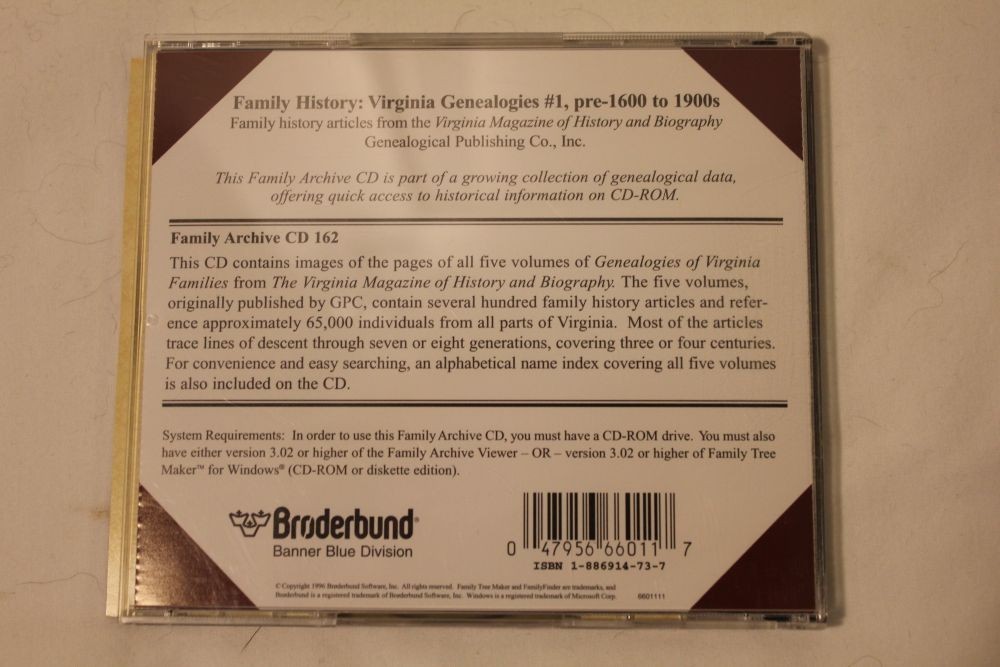 Family History: Virginia Genealogies #1, pre-1600 to 1900s
Family history articles from the Virginia Magazine of History and Biography
Genealogical Publishing Co., Inc.
This Family Archive CD is part of a growing collection of genealogical data,
offering quick access to historical information on CD-ROM.
Family Archive CD 162
This CD contains images of the pages of all five volumes of Genealogies of Virginia
Families from The Virginia Magazine of History and Biography. The five volumes,
originally published by GPC, contain several hundred family history articles and refer-
ence approximately 65,000 individuals from all parts of Virginia. Most of the articles
trace lines of descent through seven or eight generations, covering three or four centuries.
For convenience and easy searching, an alphabetical name index covering all five volumes
is also included on the CD.
System Requirements: In order to use this Family Archive CD, you must have a CD-ROM drive. You must also
have either version 3.02 or higher of the Family Archive Viewer – OR – version 3.02 or higher of Family Tree
Maker™ for Windows® (CD-ROM or diskette edition).
Brøderbund®
Banner Blue Division
0 47956 66011 7
ISBN 1-886914-73-7
© Copyright 1996 Brøderbund Software, Inc. All rights reserved. Family Tree Maker and FamilyFinder are trademarks, and
Brøderbund is a registered trademark of Brøderbund Software, Inc. Windows is a registered trademark of Microsoft Corp.
6601111